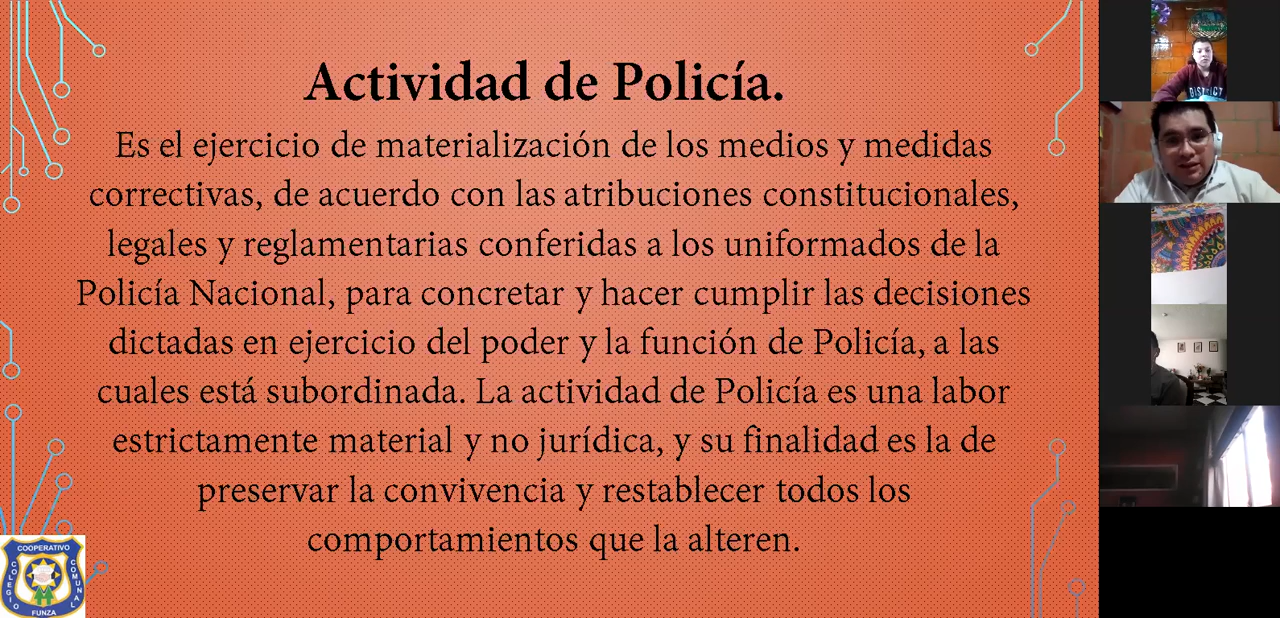 Actividad de Policía.
Es el ejercicio de materialización de los medios y medidas
correctivas, de acuerdo con las atribuciones constitucionales,
legales y reglamentarias conferidas a los uniformados de la
Policía Nacional, para concretar y hacer cumplir las decisiones
dictadas en ejercicio del poder y la función de Policía, a las
cuales está subordinada. La actividad de Policía es una labor
estrictamente material y no jurídica, y su finalidad es la de
preservar la convivencia y restablecer todos los
comportamientos que la alteren.
COOPERATIVO
COLEGIO
COMUNAL
FUNZA